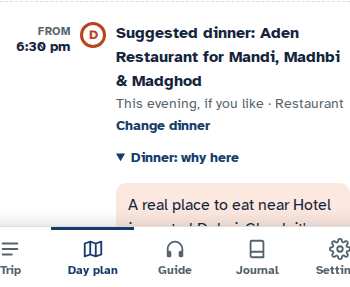 FROM
6:30 pm
D
Suggested dinner: Aden
Restaurant for Mandi, Madhbi
& Madghod
This evening, if you like · Restaurant
Change dinner
▼ Dinner: why here
A real place to eat near Hotel
Trip
Day plan
Guide
Journal
Settin